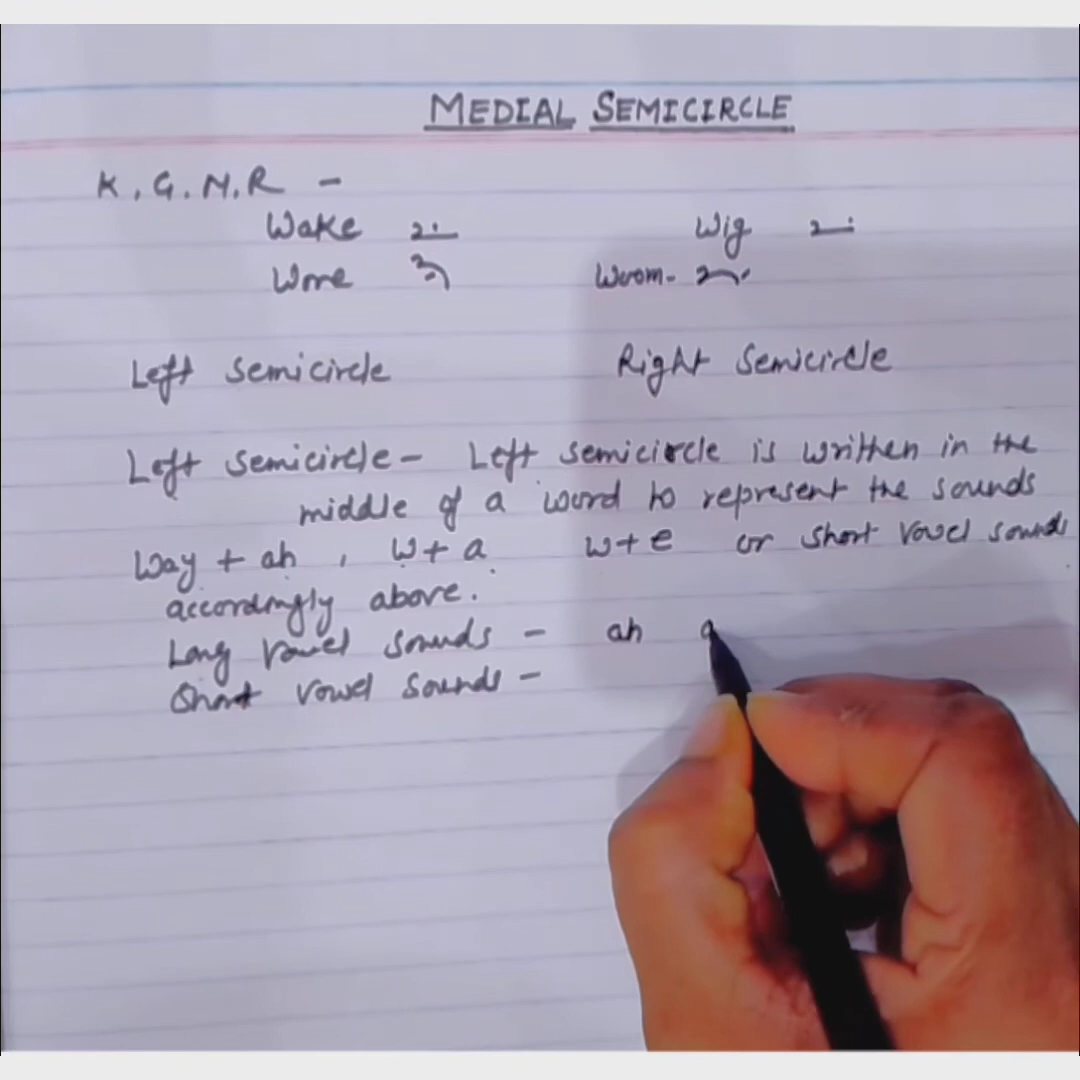 MEDIAL SEMICIRCLE
K, G, M, R -
Wake Wig
Wore Woom-
Left semicircle Right Semicircle
Left semicircle - Left semicircle is written in the
middle of a word to represent the sounds
Way + ah, w + a w + e or short vowel sounds
accordingly above.
Long vowel sounds - ah a
Short vowel sounds -